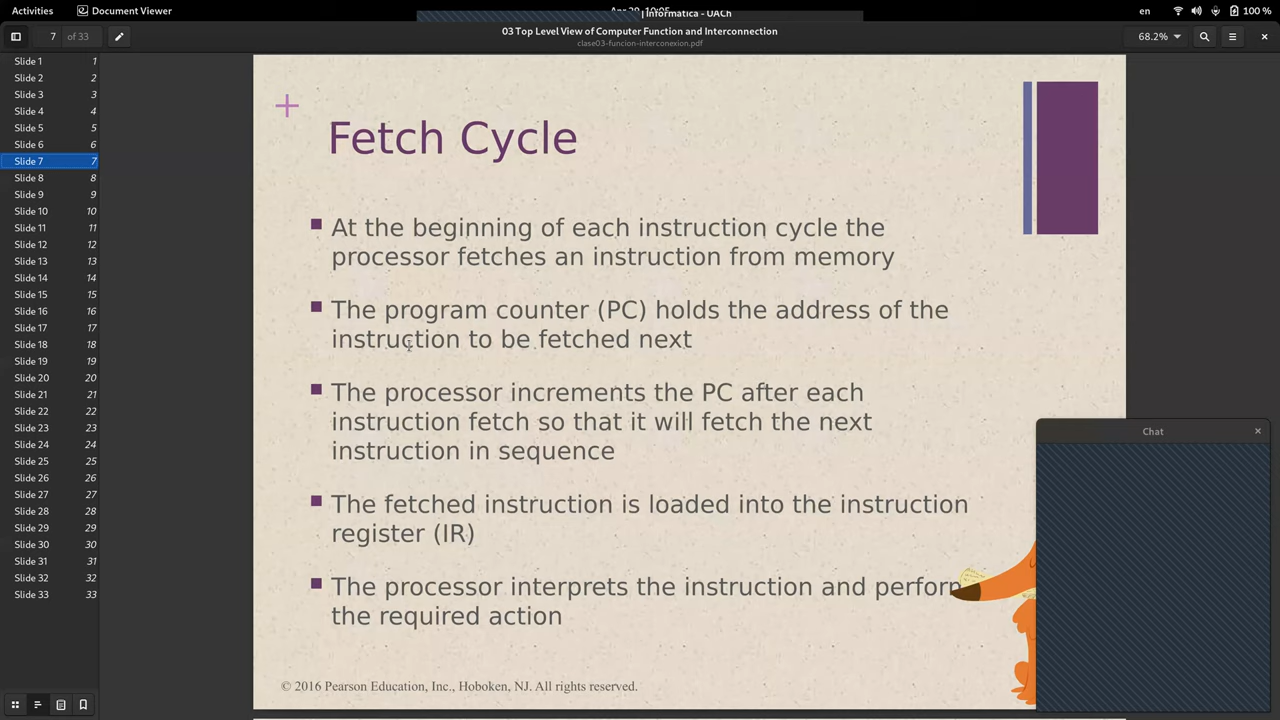 Activities
Document Viewer
| Informatica - UACh
en
100 %
7 of 33
03 Top Level View of Computer Function and Interconnection
clase03-funcion-interconexion.pdf
68.2%
Slide 1 1
Slide 2 2
Slide 3 3
Slide 4 4
Slide 5 5
Slide 6 6
Slide 7 7
Slide 8 8
Slide 9 9
Slide 10 10
Slide 11 11
Slide 12 12
Slide 13 13
Slide 14 14
Slide 15 15
Slide 16 16
Slide 17 17
Slide 18 18
Slide 19 19
Slide 20 20
Slide 21 21
Slide 22 22
Slide 23 23
Slide 24 24
Slide 25 25
Slide 26 26
Slide 27 27
Slide 28 28
Slide 29 29
Slide 30 30
Slide 31 31
Slide 32 32
Slide 33 33
+
Fetch Cycle
At the beginning of each instruction cycle the
processor fetches an instruction from memory
The program counter (PC) holds the address of the
instruction to be fetched next
The processor increments the PC after each
instruction fetch so that it will fetch the next
instruction in sequence
The fetched instruction is loaded into the instruction
register (IR)
The processor interprets the instruction and perform
the required action
© 2016 Pearson Education, Inc., Hoboken, NJ. All rights reserved.
Chat